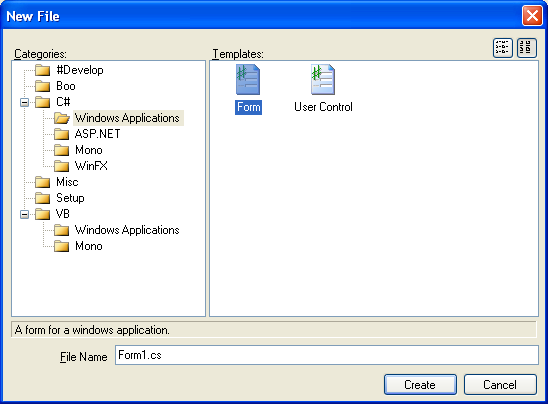 New File
Categories:
Templates:
#Develop
Boo
C#
Windows Applications
ASP.NET
Mono
WinFX
Misc
Setup
VB
Windows Applications
Mono
Form
User Control
A form for a windows application.
File Name
Form1.cs
Create
Cancel